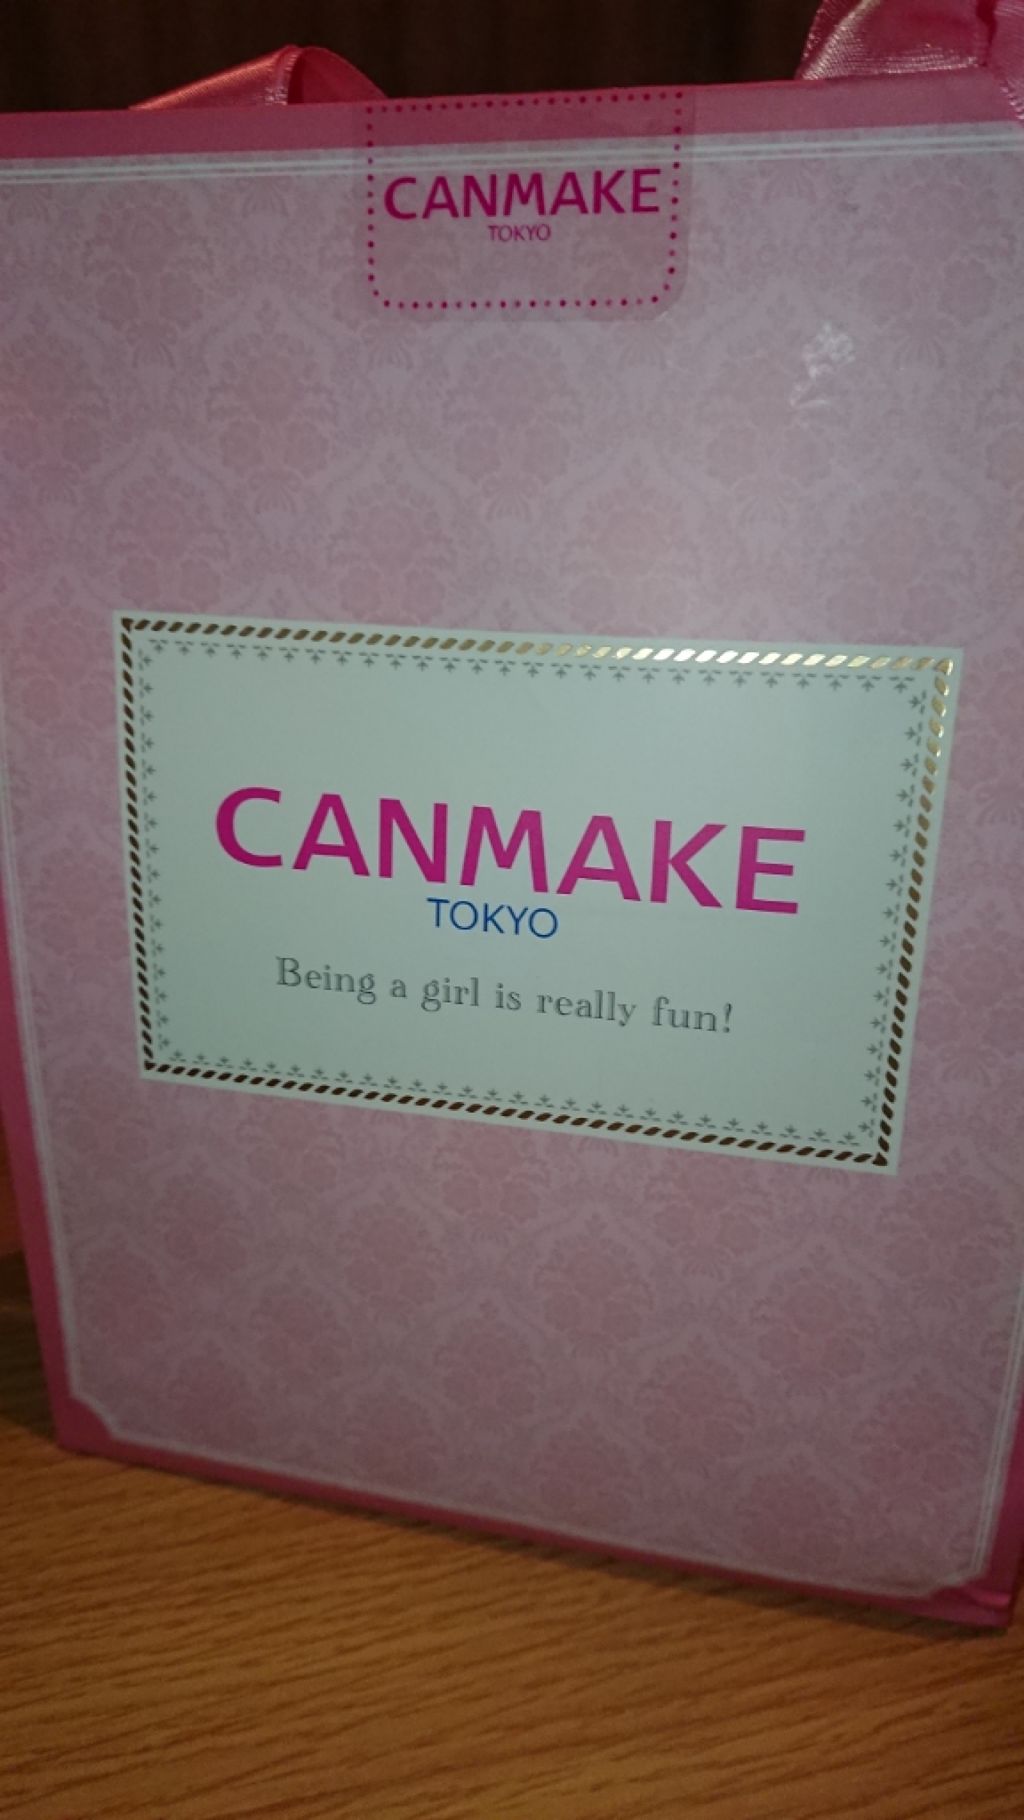 CANMAKE
TOKYO
CANMAKE
TOKYO
Being a girl is really fun!